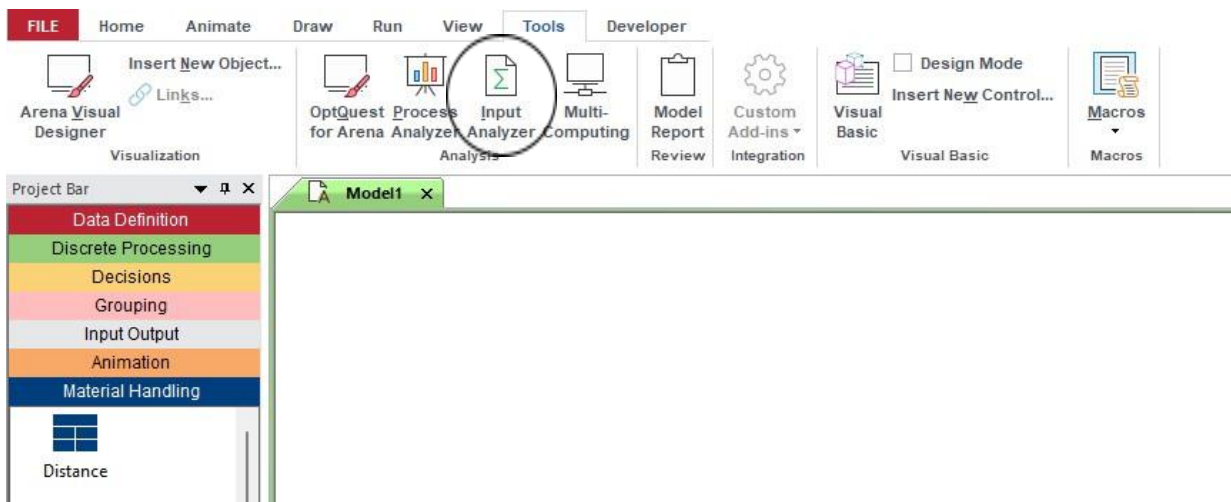 FILE Home Animate Draw Run View Tools Developer
Insert New Object...
Links...
Arena Visual Designer
Visualization
OptQuest for Arena
Process Analyzer
Input Analyzer
Multi-Computing
Analysis
Model Report
Review
Custom Add-ins
Integration
Visual Basic
Design Mode
Insert New Control...
Visual Basic
Macros
Macros
Project Bar
Model1
Data Definition
Discrete Processing
Decisions
Grouping
Input Output
Animation
Material Handling
Distance